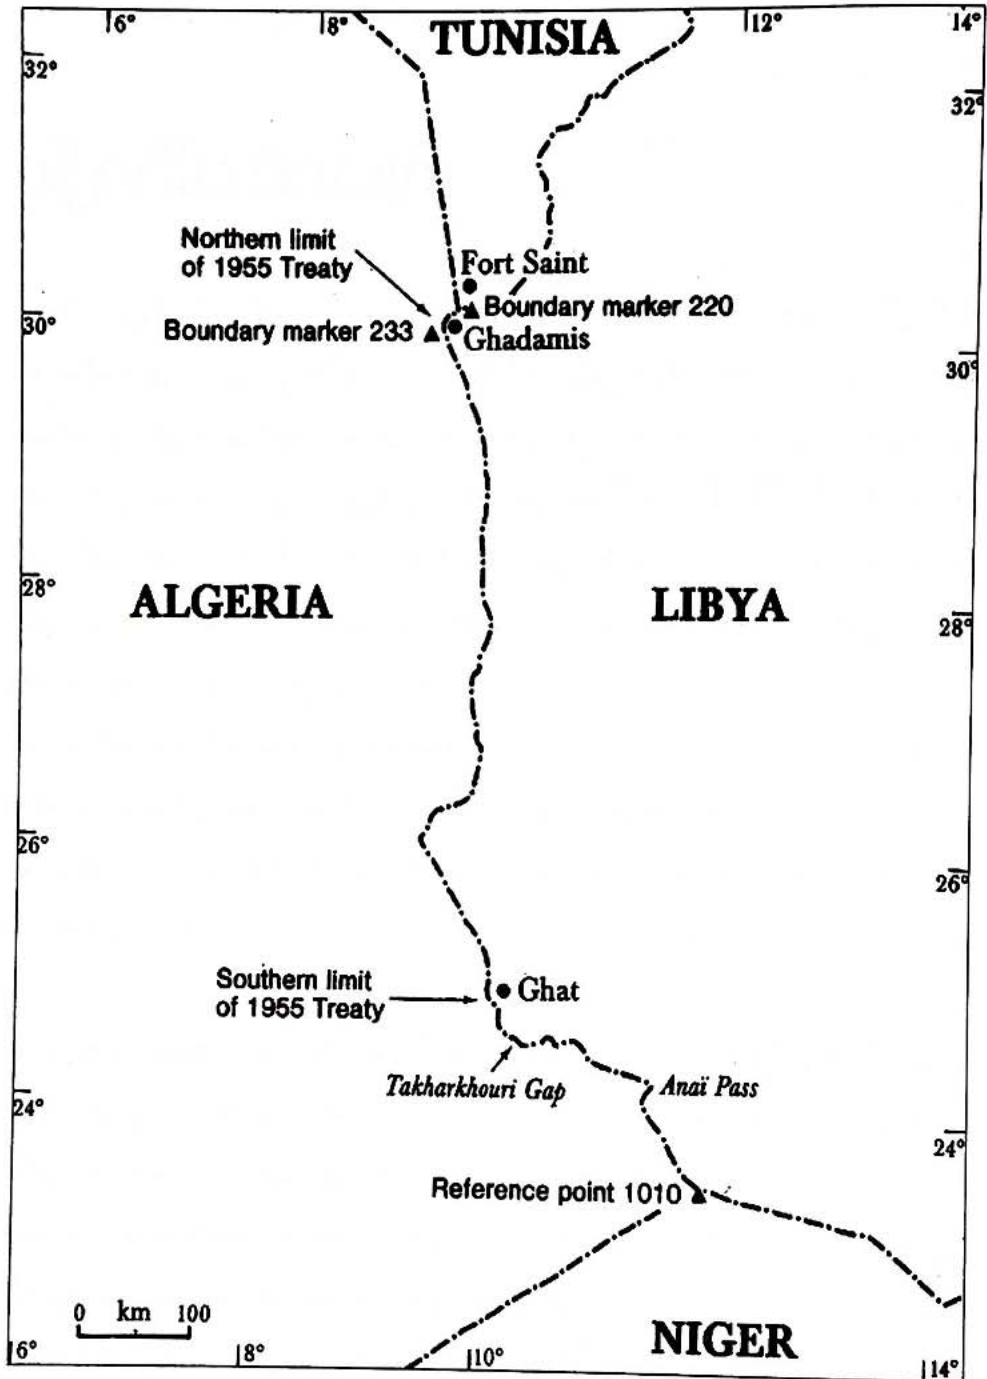 6° 8° 12° 14°
TUNISIA
32°
32°
Northern limit
of 1955 Treaty
Fort Saint
Boundary marker 220
30°
Boundary marker 233
Ghadamis
30°
28°
ALGERIA
LIBYA
28°
26°
26°
Southern limit
of 1955 Treaty
Ghat
Takharkhouri Gap
Anaï Pass
24°
24°
Reference point 1010
0 km 100
NIGER
6° 8° 10° 14°